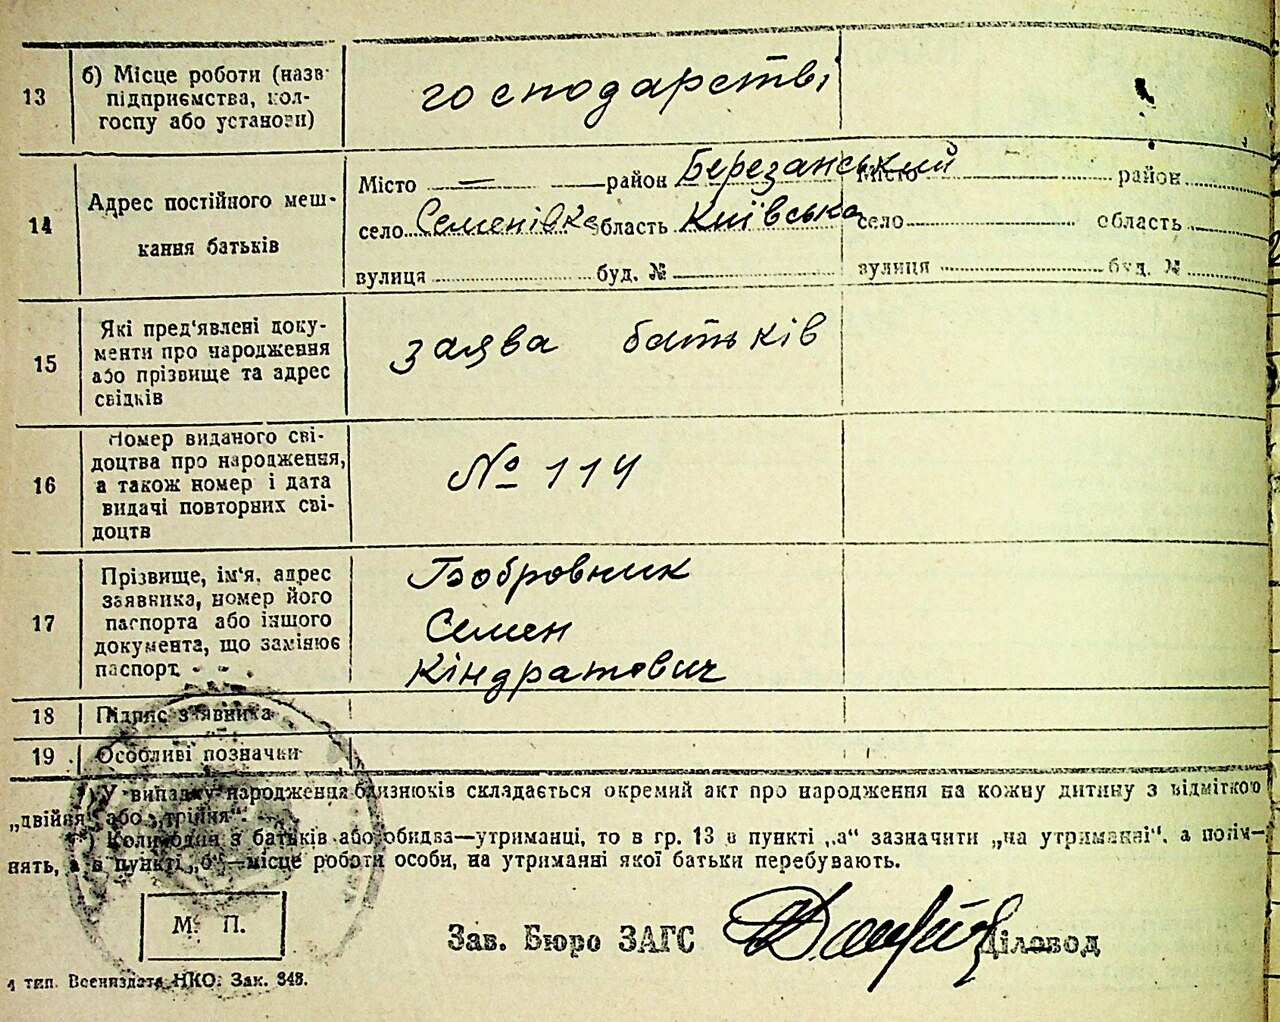 13
б) Місце роботи (назв
підприємства, кол-
госпу або установи)
господарстві
14
Адрес постійного меш-
кання батьків
Місто — район Березанський
село Семенівка область Київська
вулиця буд. №
Місто район
село область
вулиця буд. №
15
Які пред'явлені доку-
менти про народження
або прізвище та адрес
свідків
заява батьків
16
Номер виданого сві-
доцтва про народження,
а також номер і дата
видачі повторних сві-
доцтв
№ 114
17
Прізвище, ім'я, адрес
заявника, номер його
паспорта або іншого
документа, що замінює
паспорт
Бобровник
Семен
Кіндратович
18
Підпис заявника
19
Особливі позначки
У випадку народження близнюків складається окремий акт про народження на кожну дитину з відміткою
„двійня" або „трійня".
*) Коли один з батьків або обидва—утриманці, то в гр. 13 в пункті „а" зазначити „на утриманні", а поліч-
нять, а в пункті „б"—місце роботи особи, на утриманні якої батьки перебувають.
М. П.
Зав. Бюро ЗАГС Діловод
1 тип. Всениздата НКО. Зак. 343.